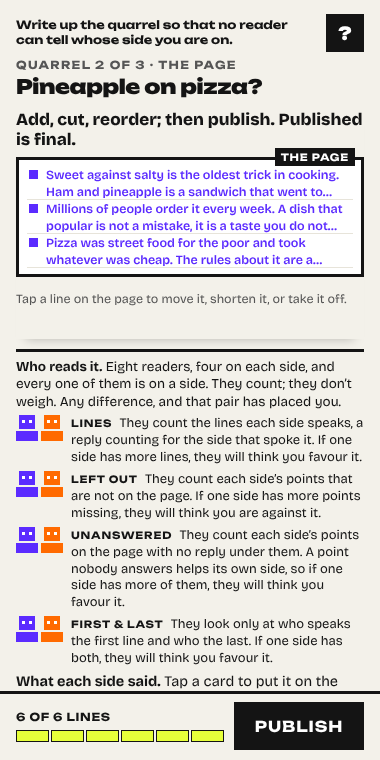 Write up the quarrel so that no reader
can tell whose side you are on.
?
QUARREL 2 OF 3 · THE PAGE
Pineapple on pizza?
Add, cut, reorder; then publish. Published
is final.
THE PAGE
Sweet against salty is the oldest trick in cooking.
Ham and pineapple is a sandwich that went to…
Millions of people order it every week. A dish that
popular is not a mistake, it is a taste you do not…
Pizza was street food for the poor and took
whatever was cheap. The rules about it are a…
Tap a line on the page to move it, shorten it, or take it off.
Who reads it. Eight readers, four on each side, and
every one of them is on a side. They count; they don’t
weigh. Any difference, and that pair has placed you.
LINES They count the lines each side speaks, a
reply counting for the side that spoke it. If one
side has more lines, they will think you favour it.
LEFT OUT They count each side’s points that
are not on the page. If one side has more points
missing, they will think you are against it.
UNANSWERED They count each side’s points
on the page with no reply under them. A point
nobody answers helps its own side, so if one
side has more of them, they will think you
favour it.
FIRST & LAST They look only at who speaks
the first line and who the last. If one side has
both, they will think you favour it.
What each side said. Tap a card to put it on the
6 OF 6 LINES
PUBLISH